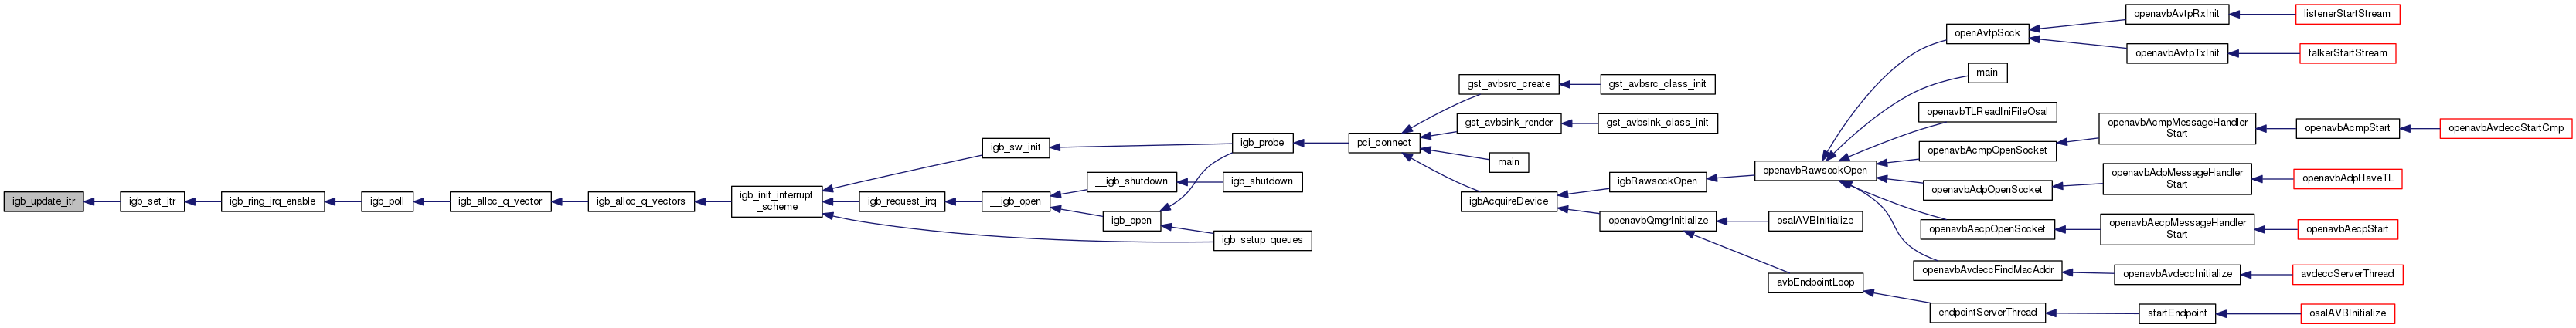 igb_update_itr
igb_set_itr
igb_ring_irq_enable
igb_poll
igb_alloc_q_vector
igb_alloc_q_vectors
igb_init_interrupt
_scheme
igb_sw_init
igb_request_irq
__igb_open
__igb_shutdown
igb_open
igb_probe
igb_shutdown
igb_setup_queues
pci_connect
gst_avbsrc_create
gst_avbsink_render
main
igbAcquireDevice
gst_avbsrc_class_init
gst_avbsink_class_init
igbRawsockOpen
openavbQmgrInitialize
openavbRawsockOpen
osalAVBInitialize
avbEndpointLoop
openAvtpSock
main
openavbTLReadIniFileOsal
openavbAcmpOpenSocket
openavbAdpOpenSocket
openavbAecpOpenSocket
openavbAvdeccFindMacAddr
endpointServerThread
openavbAvtpRxInit
openavbAvtpTxInit
openavbAcmpMessageHandler
Start
openavbAdpMessageHandler
Start
openavbAecpMessageHandler
Start
openavbAvdeccInitialize
startEndpoint
listenerStartStream
talkerStartStream
openavbAcmpStart
openavbAdpHaveTL
openavbAecpStart
avdeccServerThread
osalAVBInitialize
openavbAvdeccStartCmp